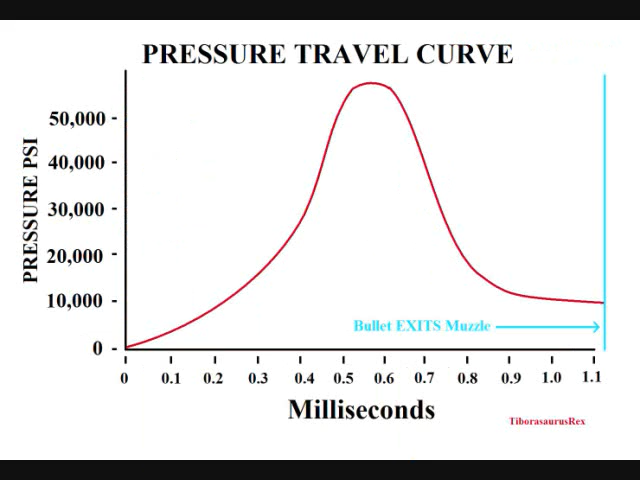 PRESSURE TRAVEL CURVE
PRESSURE PSI
50,000
40,000
30,000
20,000
10,000
0
Bullet EXITS Muzzle
0 0.1 0.2 0.3 0.4 0.5 0.6 0.7 0.8 0.9 1.0 1.1
Milliseconds
TiborasaurusRex